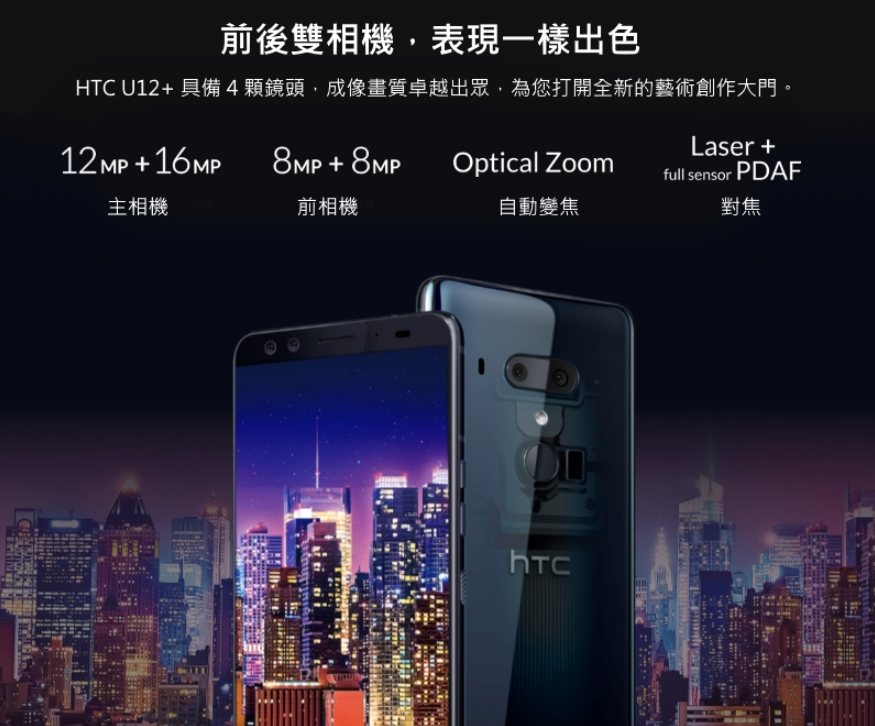 前後雙相機，表現一樣出色
HTC U12+ 具備 4 顆鏡頭，成像畫質卓越出眾，為您打開全新的藝術創作大門。
12MP + 16MP
8MP + 8MP
Optical Zoom
Laser +
full sensor PDAF
主相機
前相機
自動變焦
對焦
hTC